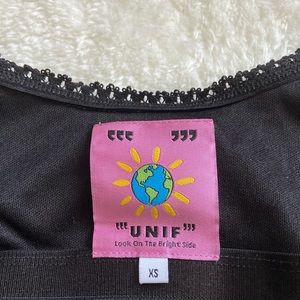 “‘‘ ’’”
"'UNIF'"
Look On The Bright Side
XS